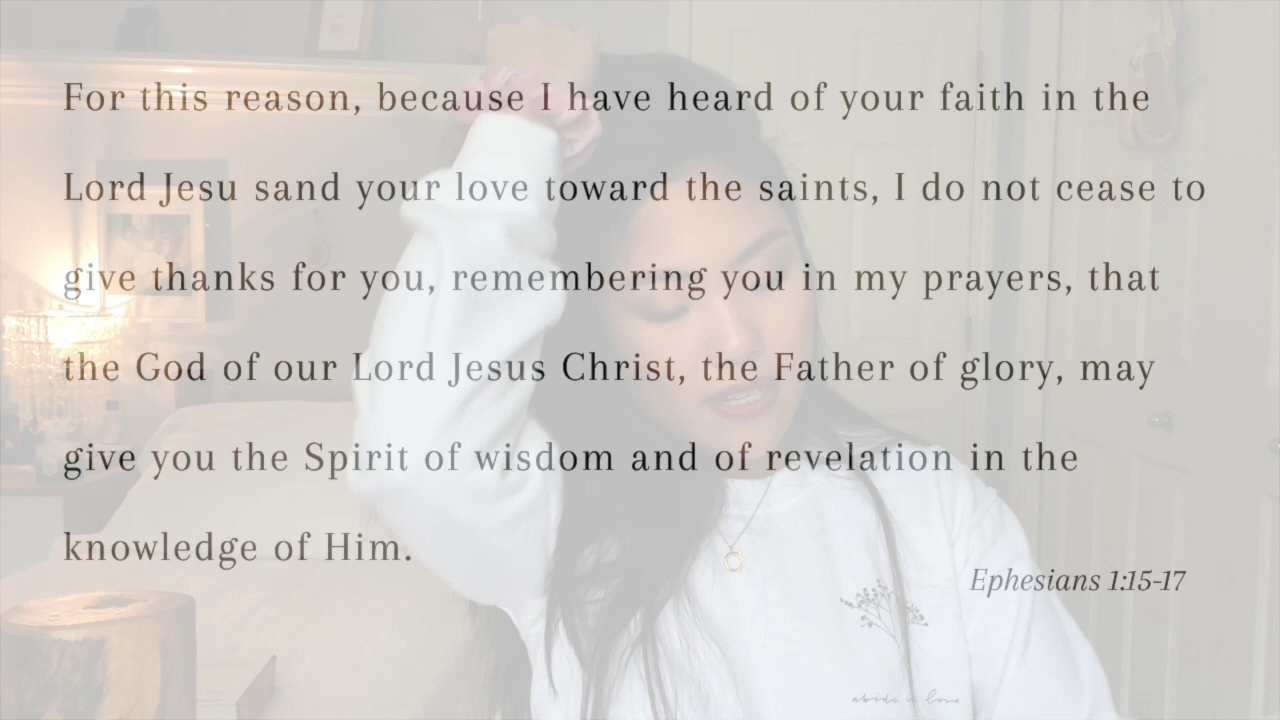 For this reason, because I have heard of your faith in the
Lord Jesu sand your love toward the saints, I do not cease to
give thanks for you, remembering you in my prayers, that
the God of our Lord Jesus Christ, the Father of glory, may
give you the Spirit of wisdom and of revelation in the
knowledge of Him.
Ephesians 1:15-17
abide in love